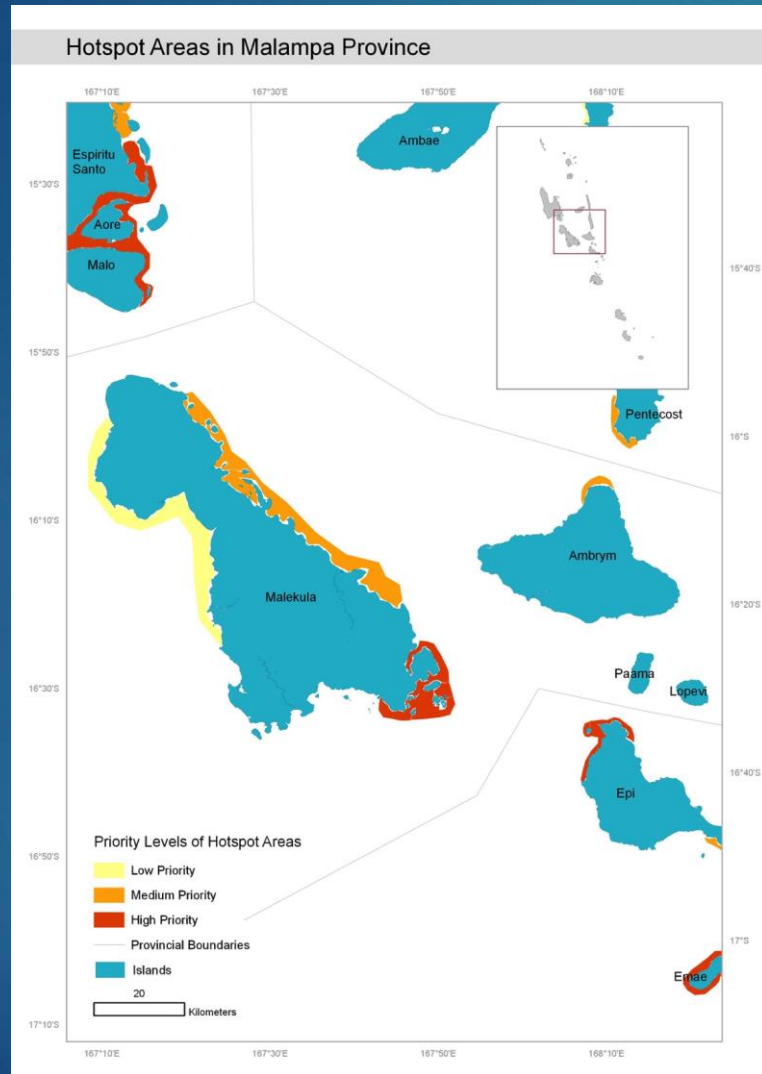 Hotspot Areas in Malampa Province
167°10'E 167°30'E 167°50'E 168°10'E
Espiritu
Santo
Ambae
15°30'S
Aore
Malo
15°40'S
15°50'S
Pentecost
16°S
16°10'S
Ambrym
Malekula
16°20'S
Paama
Lopevi
16°30'S
16°40'S
Epi
Priority Levels of Hotspot Areas
16°50'S
Low Priority
Medium Priority
High Priority
Provincial Boundaries
17°S
Islands
Emae
20
Kilometers
17°10'S
167°10'E 167°30'E 167°50'E 168°10'E